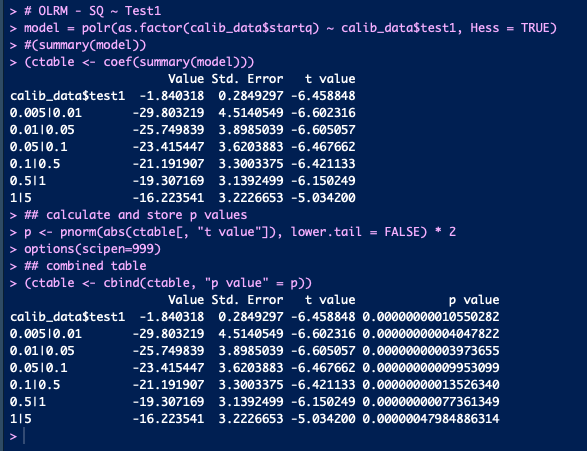 > # OLRM - SQ ~ Test1
> model = polr(as.factor(calib_data$startq) ~ calib_data$test1, Hess = TRUE)
> #(summary(model))
> (ctable <- coef(summary(model)))
                      Value Std. Error   t value
calib_data$test1  -1.840318  0.2849297 -6.458848
0.005|0.01       -29.803219  4.5140549 -6.602316
0.01|0.05        -25.749839  3.8985039 -6.605057
0.05|0.1         -23.415447  3.6203883 -6.467662
0.1|0.5          -21.191907  3.3003375 -6.421133
0.5|1            -19.307169  3.1392499 -6.150249
1|5              -16.223541  3.2226653 -5.034200
> ## calculate and store p values
> p <- pnorm(abs(ctable[, "t value"]), lower.tail = FALSE) * 2
> options(scipen=999)
> ## combined table
> (ctable <- cbind(ctable, "p value" = p))
                      Value Std. Error   t value             p value
calib_data$test1  -1.840318  0.2849297 -6.458848 0.00000000010550282
0.005|0.01       -29.803219  4.5140549 -6.602316 0.00000000004047822
0.01|0.05        -25.749839  3.8985039 -6.605057 0.00000000003973655
0.05|0.1         -23.415447  3.6203883 -6.467662 0.00000000009953099
0.1|0.5          -21.191907  3.3003375 -6.421133 0.00000000013526340
0.5|1            -19.307169  3.1392499 -6.150249 0.00000000077361349
1|5              -16.223541  3.2226653 -5.034200 0.00000047984886314
>